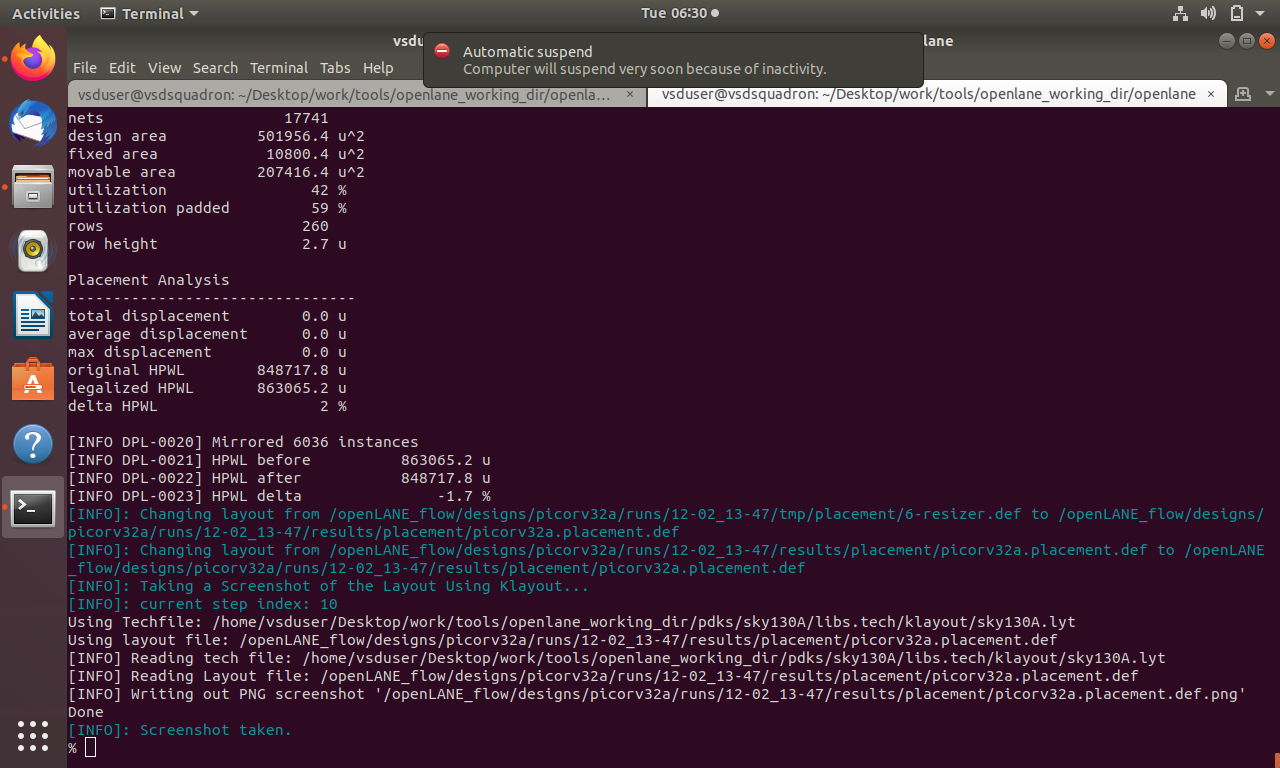 Activities Terminal Tue 06:30
vsdu lane
Automatic suspend
Computer will suspend very soon because of inactivity.
File Edit View Search Terminal Tabs Help
vsduser@vsdsquadron: ~/Desktop/work/tools/openlane_working_dir/openla... × vsduser@vsdsquadron: ~/Desktop/work/tools/openlane_working_dir/openlane ×
nets 17741
design area 501956.4 u^2
fixed area 10800.4 u^2
movable area 207416.4 u^2
utilization 42 %
utilization padded 59 %
rows 260
row height 2.7 u
Placement Analysis
--------------------------------
total displacement 0.0 u
average displacement 0.0 u
max displacement 0.0 u
original HPWL 848717.8 u
legalized HPWL 863065.2 u
delta HPWL 2 %
[INFO DPL-0020] Mirrored 6036 instances
[INFO DPL-0021] HPWL before 863065.2 u
[INFO DPL-0022] HPWL after 848717.8 u
[INFO DPL-0023] HPWL delta -1.7 %
[INFO]: Changing layout from /openLANE_flow/designs/picorv32a/runs/12-02_13-47/tmp/placement/6-resizer.def to /openLANE_flow/designs/
picorv32a/runs/12-02_13-47/results/placement/picorv32a.placement.def
[INFO]: Changing layout from /openLANE_flow/designs/picorv32a/runs/12-02_13-47/results/placement/picorv32a.placement.def to /openLANE
_flow/designs/picorv32a/runs/12-02_13-47/results/placement/picorv32a.placement.def
[INFO]: Taking a Screenshot of the Layout Using Klayout...
[INFO]: current step index: 10
Using Techfile: /home/vsduser/Desktop/work/tools/openlane_working_dir/pdks/sky130A/libs.tech/klayout/sky130A.lyt
Using layout file: /openLANE_flow/designs/picorv32a/runs/12-02_13-47/results/placement/picorv32a.placement.def
[INFO] Reading tech file: /home/vsduser/Desktop/work/tools/openlane_working_dir/pdks/sky130A/libs.tech/klayout/sky130A.lyt
[INFO] Reading Layout file: /openLANE_flow/designs/picorv32a/runs/12-02_13-47/results/placement/picorv32a.placement.def
[INFO] Writing out PNG screenshot '/openLANE_flow/designs/picorv32a/runs/12-02_13-47/results/placement/picorv32a.placement.def.png'
Done
[INFO]: Screenshot taken.
%